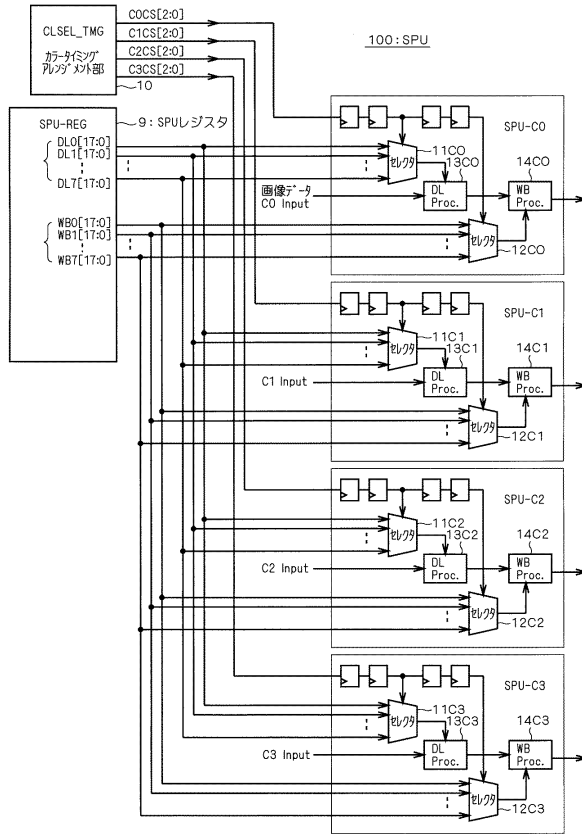 CLSEL_TMG
カラータイミング
アレンジメント部
10
C0CS[2:0]
C1CS[2:0]
C2CS[2:0]
C3CS[2:0]
100:SPU
SPU-REG
9:SPUレジスタ
DL0[17:0]
DL1[17:0]
DL7[17:0]
WB0[17:0]
WB1[17:0]
WB7[17:0]
SPU-C0
11C0
セレクタ
13C0
14C0
画像データ
C0 Input
DL
Proc.
WB
Proc.
セレクタ
12C0
SPU-C1
11C1
セレクタ
13C1
14C1
C1 Input
DL
Proc.
WB
Proc.
セレクタ
12C1
SPU-C2
11C2
セレクタ
13C2
14C2
C2 Input
DL
Proc.
WB
Proc.
セレクタ
12C2
SPU-C3
11C3
セレクタ
13C3
14C3
C3 Input
DL
Proc.
WB
Proc.
セレクタ
12C3